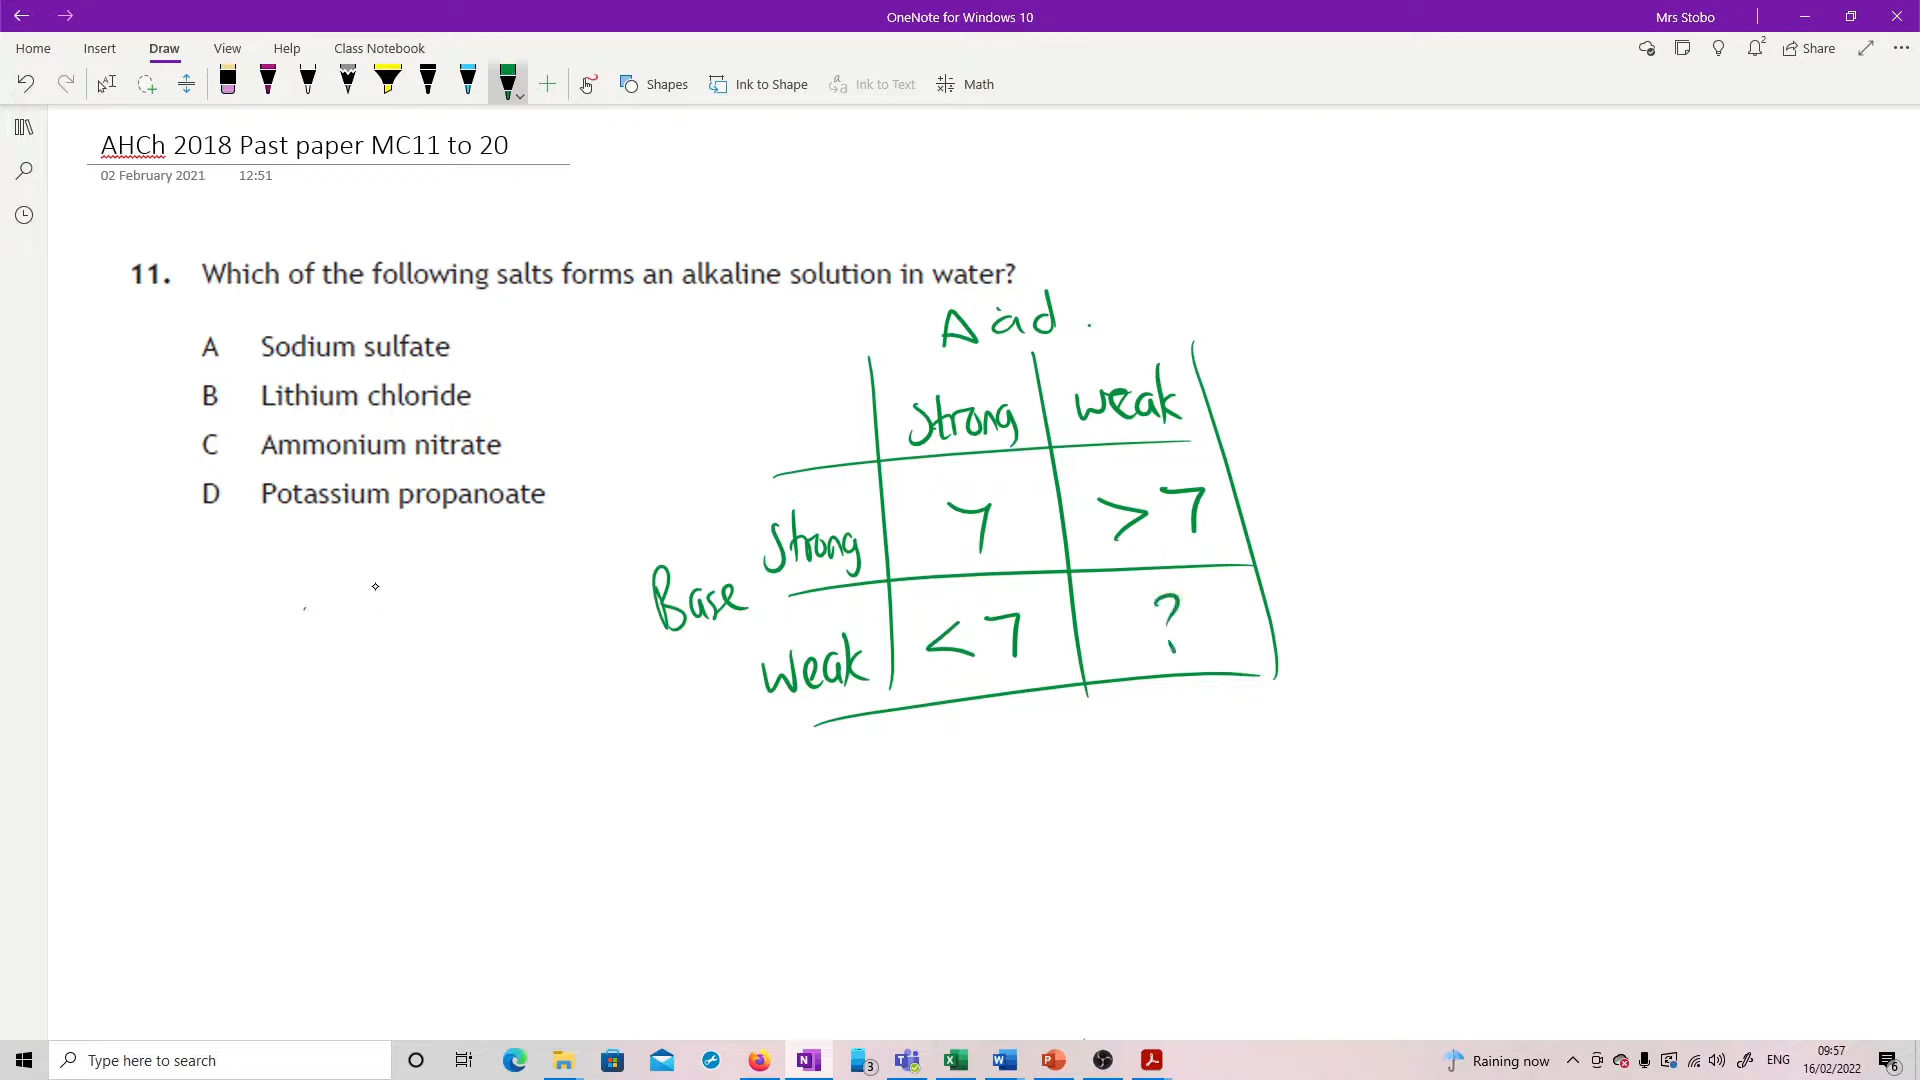 OneNote for Windows 10
Mrs Stobo
Home Insert Draw View Help Class Notebook
2
Share
Shapes Ink to Shape Ink to Text Math
AHCh 2018 Past paper MC11 to 20
02 February 2021 12:51
11. Which of the following salts forms an alkaline solution in water?
A Sodium sulfate
B Lithium chloride
C Ammonium nitrate
D Potassium propanoate
Acid
strong weak
strong 7 >7
Base
weak <7 ?
Type here to search
3
Raining now
ENG
09:57
16/02/2022
6